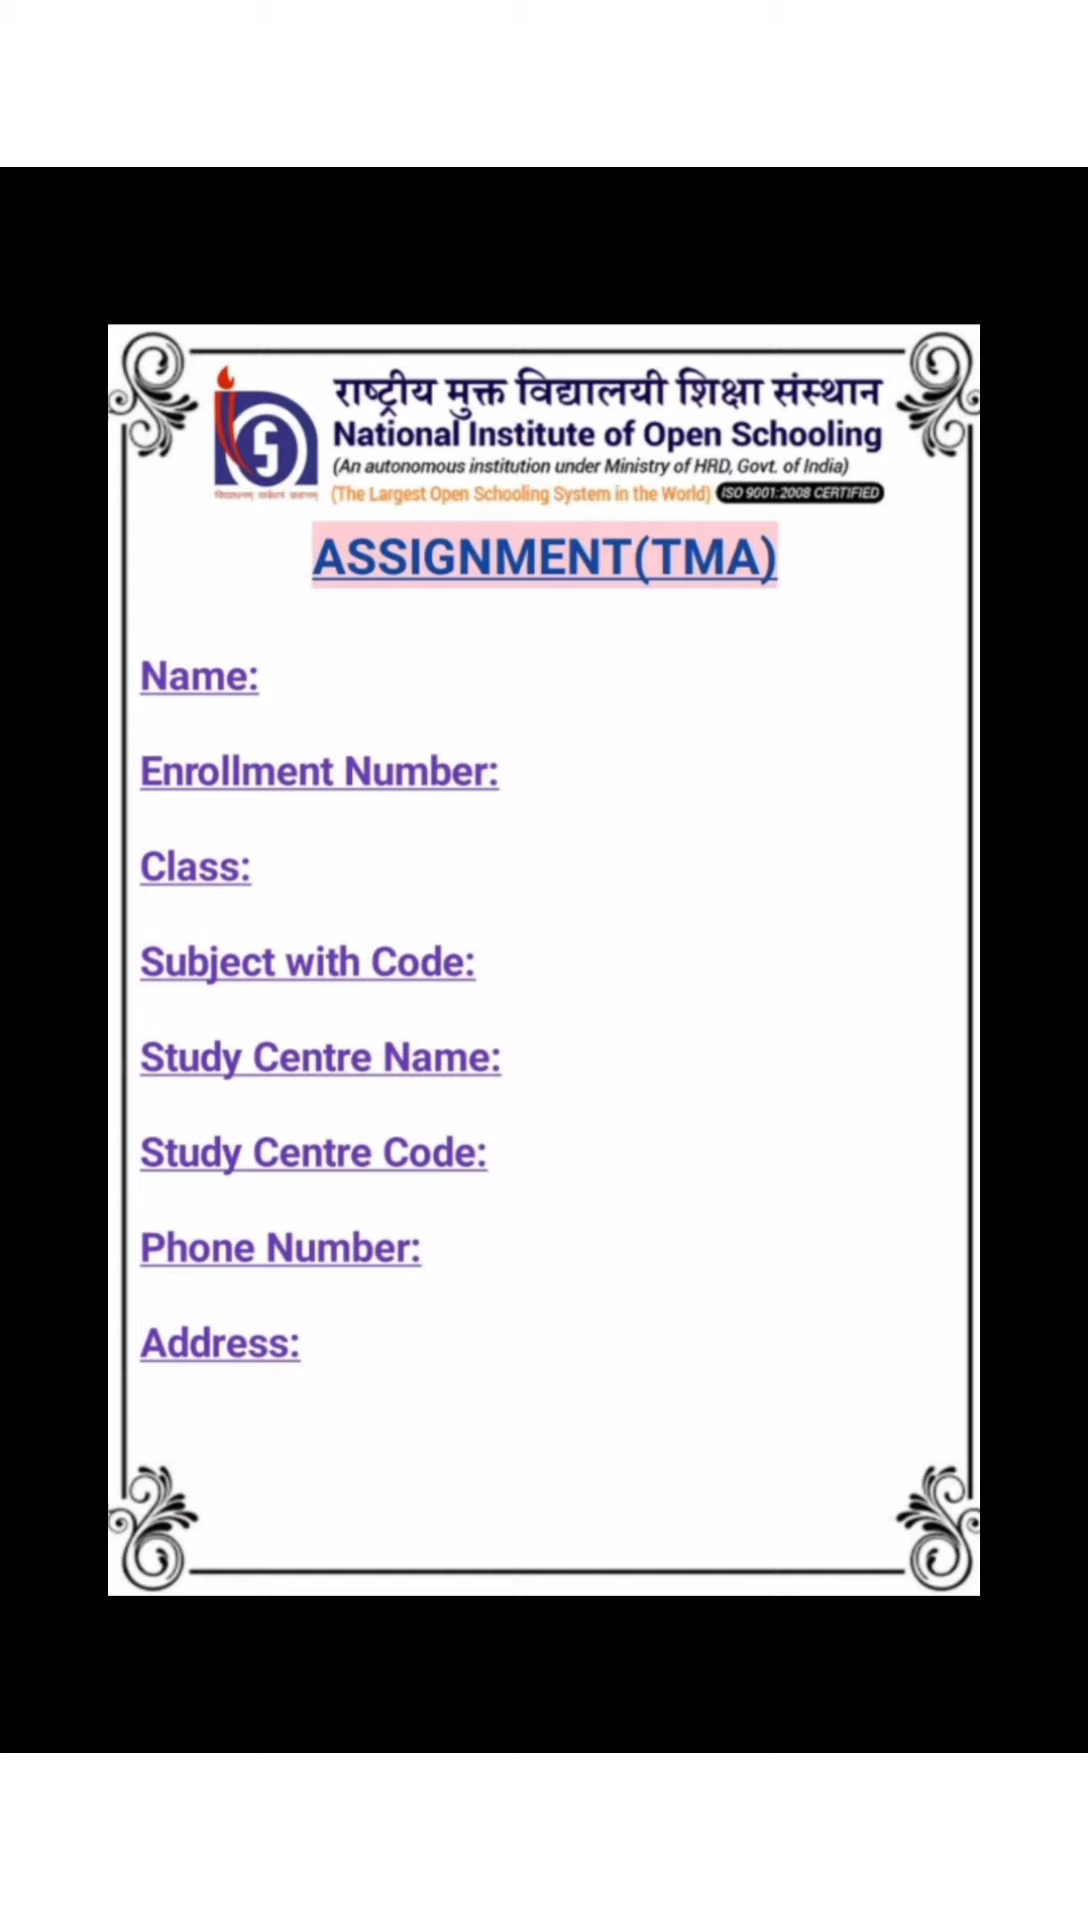 राष्ट्रीय मुक्त विद्यालयी शिक्षा संस्थान
National Institute of Open Schooling
(An autonomous institution under Ministry of HRD, Govt. of India)
(The Largest Open Schooling System in the World) ISO 9001:2008 CERTIFIED
ASSIGNMENT(TMA)
Name:
Enrollment Number:
Class:
Subject with Code:
Study Centre Name:
Study Centre Code:
Phone Number:
Address: